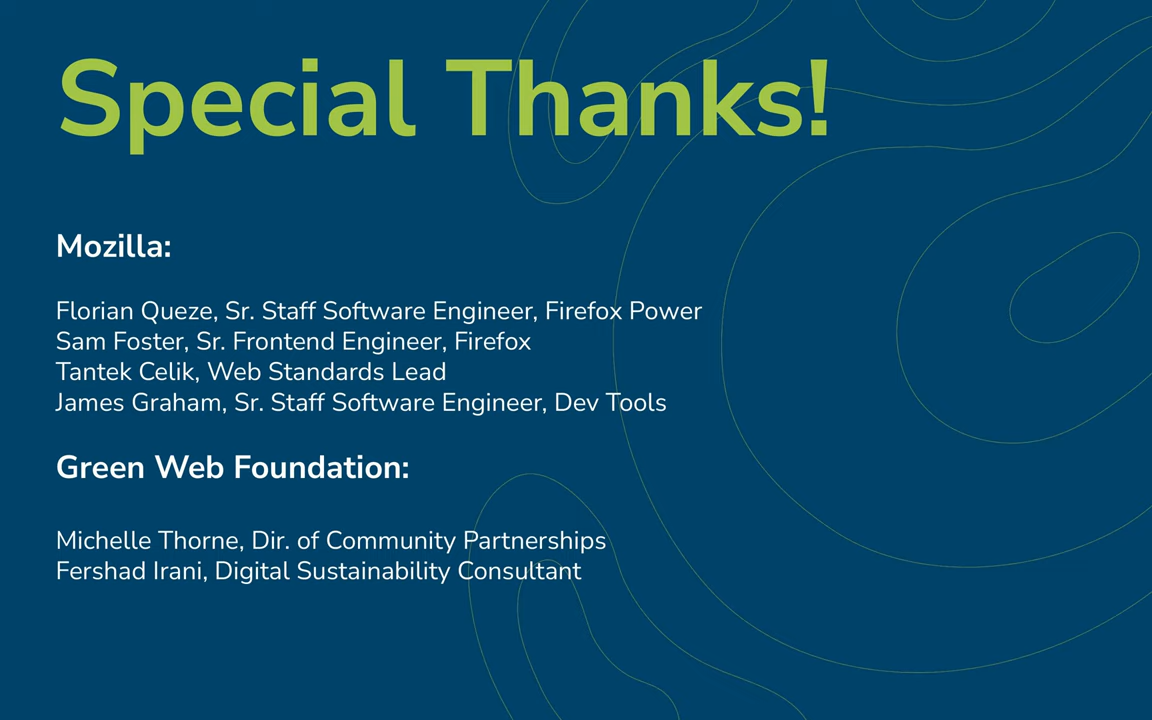 Special Thanks!
Mozilla:
Florian Queze, Sr. Staff Software Engineer, Firefox Power
Sam Foster, Sr. Frontend Engineer, Firefox
Tantek Celik, Web Standards Lead
James Graham, Sr. Staff Software Engineer, Dev Tools
Green Web Foundation:
Michelle Thorne, Dir. of Community Partnerships
Fershad Irani, Digital Sustainability Consultant